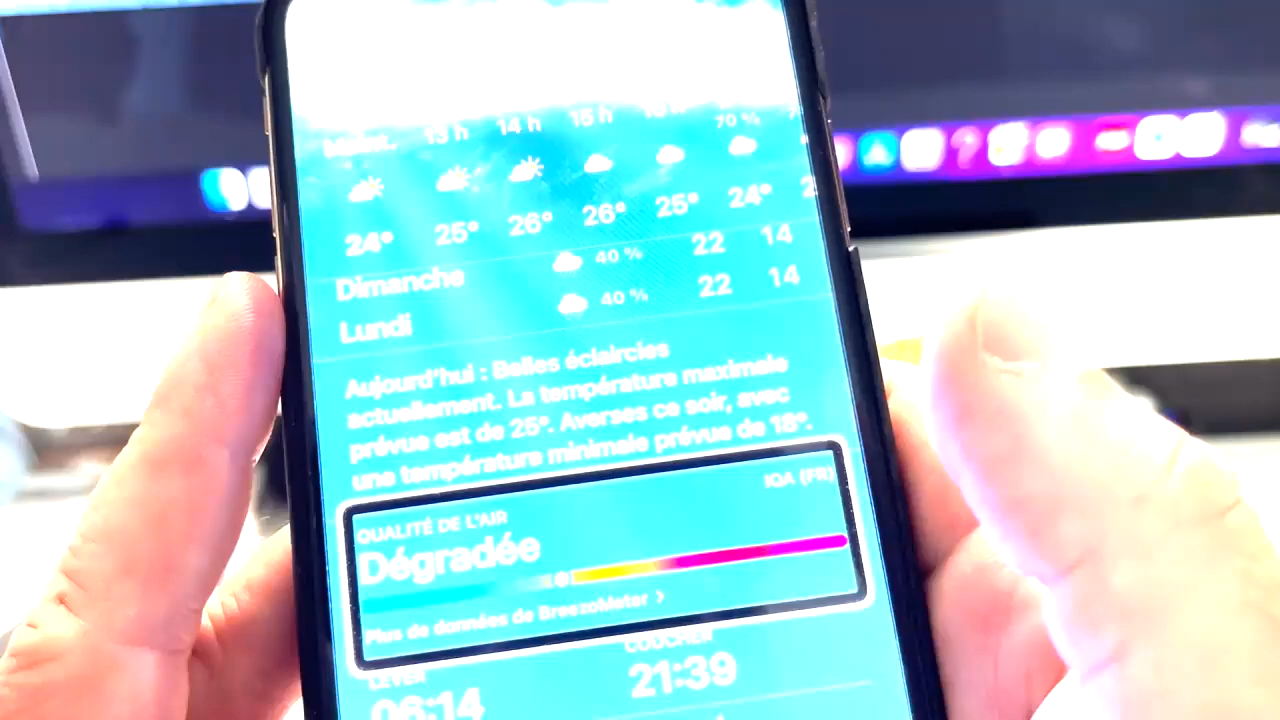 13 h 14 h 15 h
70 %
24° 25° 26° 26° 25° 24°
Dimanche 40 % 22 14
Lundi 40 % 22 14
Aujourd'hui : Belles éclaircies
actuellement. La température maximale
prévue est de 25°. Averses ce soir, avec
une température minimale prévue de 18°.
IQA (FR)
QUALITÉ DE L'AIR
Dégradée
Plus de données de BreezoMeter >
LEVER COUCHER
06:14 21:39